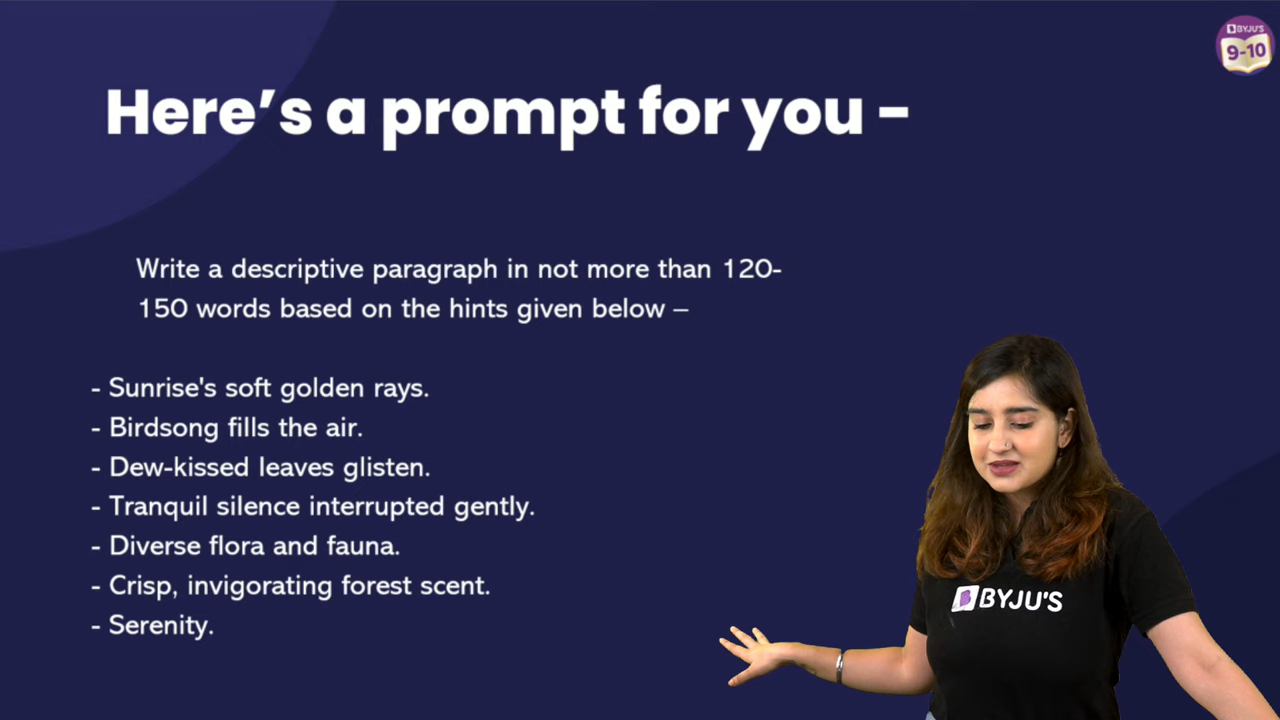 BYJU'S
9-10
Here's a prompt for you -
Write a descriptive paragraph in not more than 120-
150 words based on the hints given below –
- Sunrise's soft golden rays.
- Birdsong fills the air.
- Dew-kissed leaves glisten.
- Tranquil silence interrupted gently.
- Diverse flora and fauna.
- Crisp, invigorating forest scent.
- Serenity.
BYJU'S